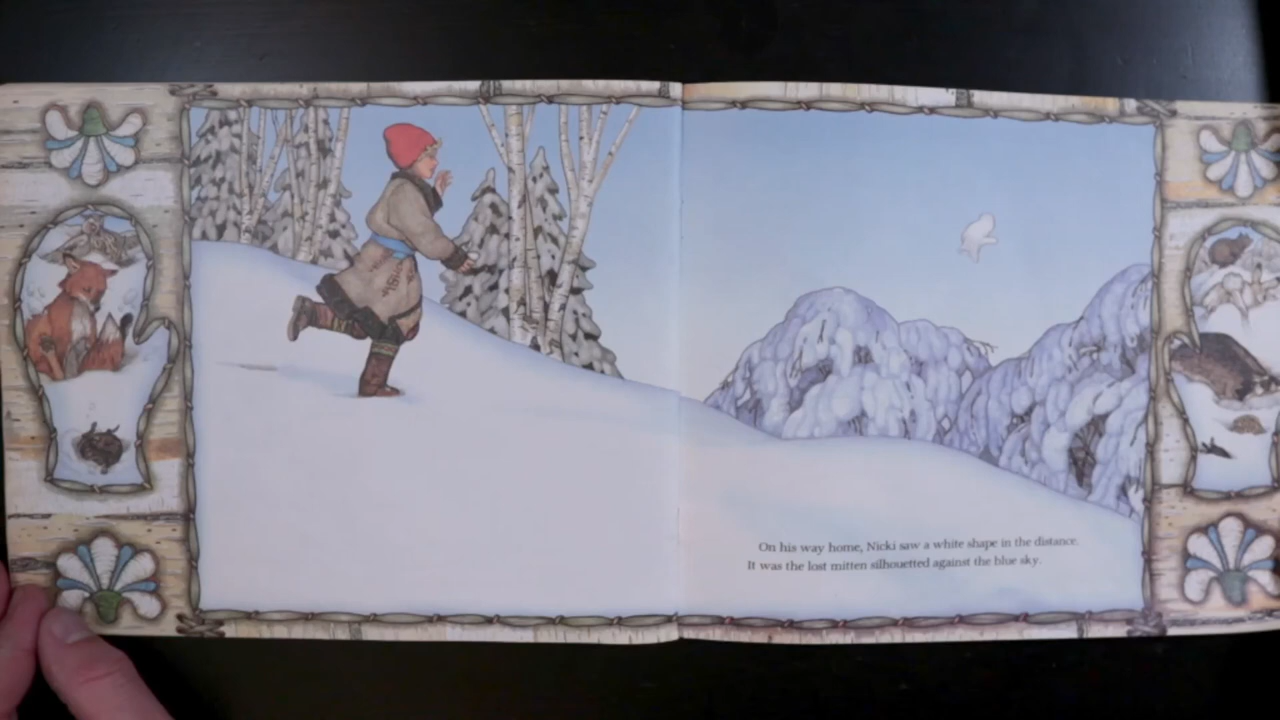 On his way home, Nicki saw a white shape in the distance.
It was the lost mitten silhouetted against the blue sky.